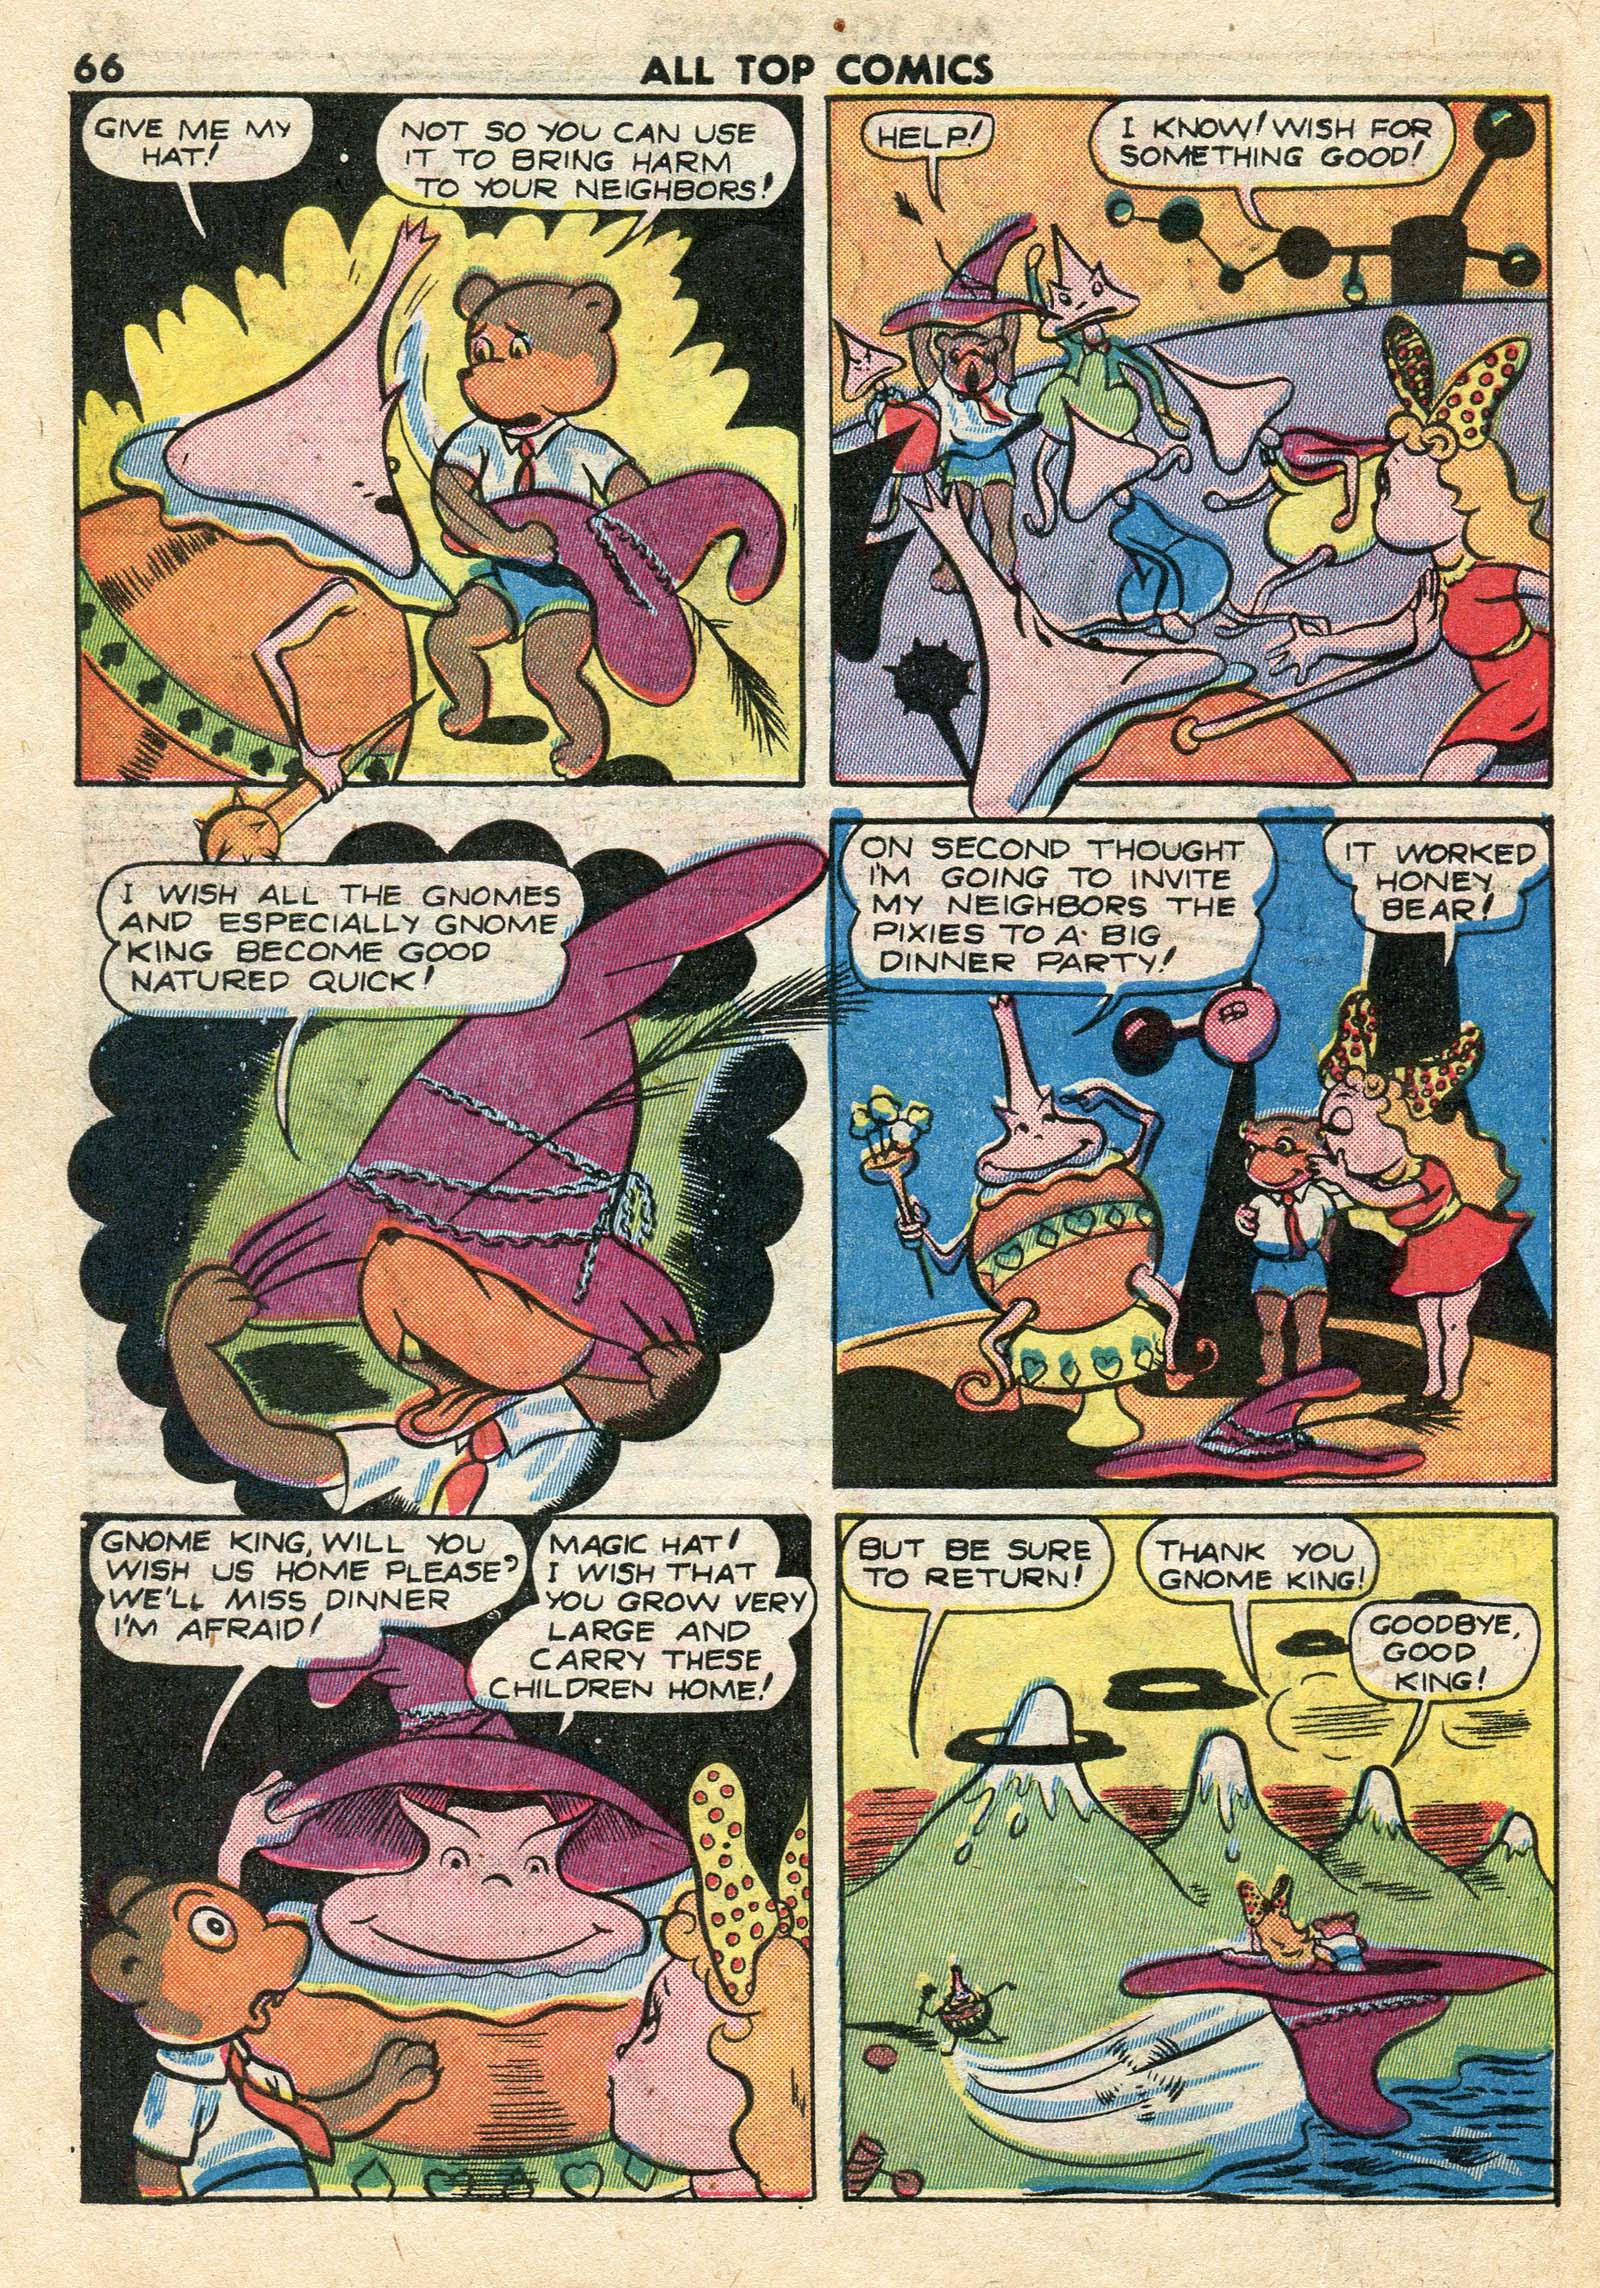 66
ALL TOP COMICS
GIVE ME MY
HAT!
NOT SO YOU CAN USE
IT TO BRING HARM
TO YOUR NEIGHBORS!
HELP!
I KNOW! WISH FOR
SOMETHING GOOD!
I WISH ALL THE GNOMES
AND ESPECIALLY GNOME
KING BECOME GOOD
NATURED QUICK!
ON SECOND THOUGHT
I'M GOING TO INVITE
MY NEIGHBORS THE
PIXIES TO A BIG
DINNER PARTY!
IT WORKED
HONEY
BEAR!
GNOME KING, WILL YOU
WISH US HOME PLEASE?
WE'LL MISS DINNER
I'M AFRAID!
MAGIC HAT!
I WISH THAT
YOU GROW VERY
LARGE AND
CARRY THESE
CHILDREN HOME!
BUT BE SURE
TO RETURN!
THANK YOU
GNOME KING!
GOODBYE,
GOOD
KING!